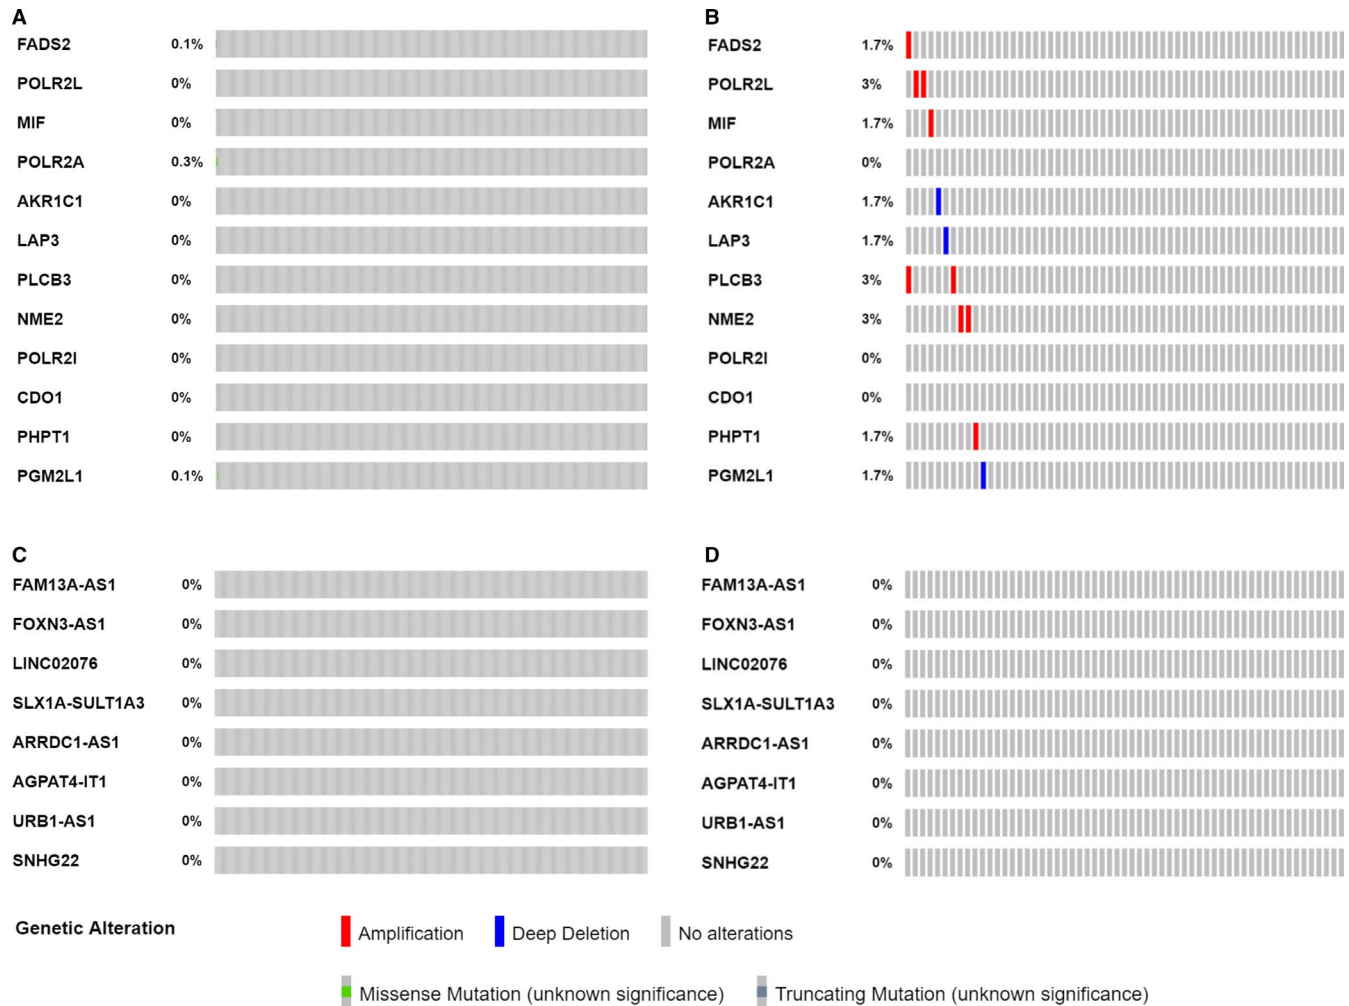 A
FADS2 0.1%
POLR2L 0%
MIF 0%
POLR2A 0.3%
AKR1C1 0%
LAP3 0%
PLCB3 0%
NME2 0%
POLR2I 0%
CDO1 0%
PHPT1 0%
PGM2L1 0.1%
B
FADS2 1.7%
POLR2L 3%
MIF 1.7%
POLR2A 0%
AKR1C1 1.7%
LAP3 1.7%
PLCB3 3%
NME2 3%
POLR2I 0%
CDO1 0%
PHPT1 1.7%
PGM2L1 1.7%
C
FAM13A-AS1 0%
FOXN3-AS1 0%
LINC02076 0%
SLX1A-SULT1A3 0%
ARRDC1-AS1 0%
AGPAT4-IT1 0%
URB1-AS1 0%
SNHG22 0%
D
FAM13A-AS1 0%
FOXN3-AS1 0%
LINC02076 0%
SLX1A-SULT1A3 0%
ARRDC1-AS1 0%
AGPAT4-IT1 0%
URB1-AS1 0%
SNHG22 0%
Genetic Alteration Amplification Deep Deletion No alterations
Missense Mutation (unknown significance) Truncating Mutation (unknown significance)